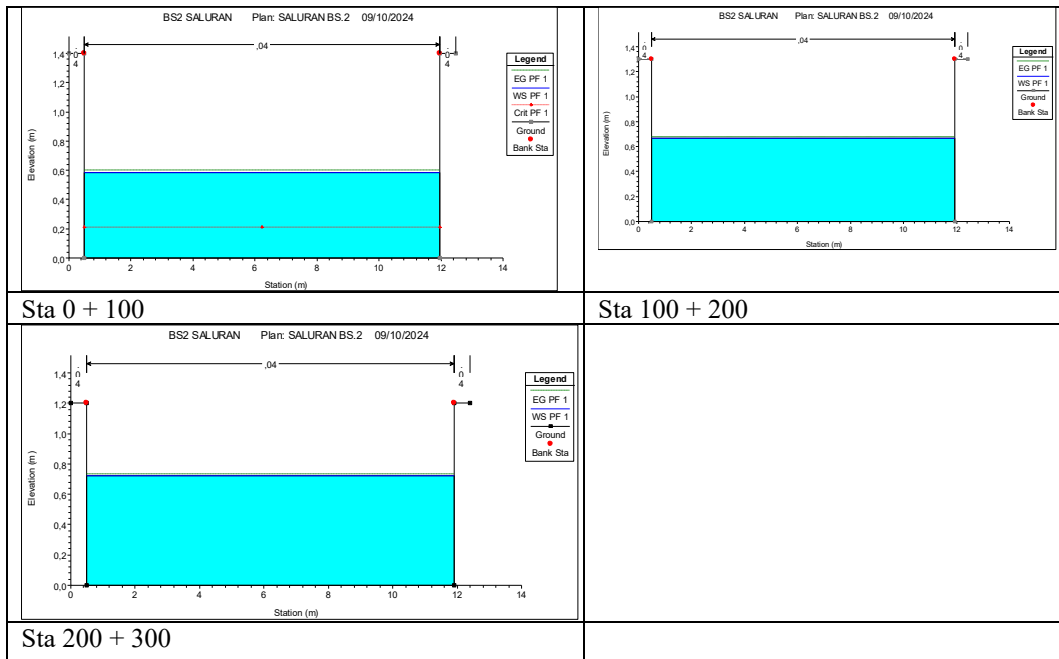 BS2 SALURAN Plan: SALURAN BS.2 09/10/2024
,04
.04
.04
Legend
EG PF 1
WS PF 1
Crit PF 1
Ground
Bank Sta
Elevation (m)
1,4
1,2
1,0
0,8
0,6
0,4
0,2
0,0
0 2 4 6 8 10 12 14
Station (m)
Sta 0 + 100
BS2 SALURAN Plan: SALURAN BS.2 09/10/2024
,04
.04
.04
Legend
EG PF 1
WS PF 1
Ground
Bank Sta
Elevation (m)
1,4
1,2
1,0
0,8
0,6
0,4
0,2
0,0
0 2 4 6 8 10 12 14
Station (m)
Sta 100 + 200
BS2 SALURAN Plan: SALURAN BS.2 09/10/2024
,04
.04
.04
Legend
EG PF 1
WS PF 1
Ground
Bank Sta
Elevation (m)
1,4
1,2
1,0
0,8
0,6
0,4
0,2
0,0
0 2 4 6 8 10 12 14
Station (m)
Sta 200 + 300